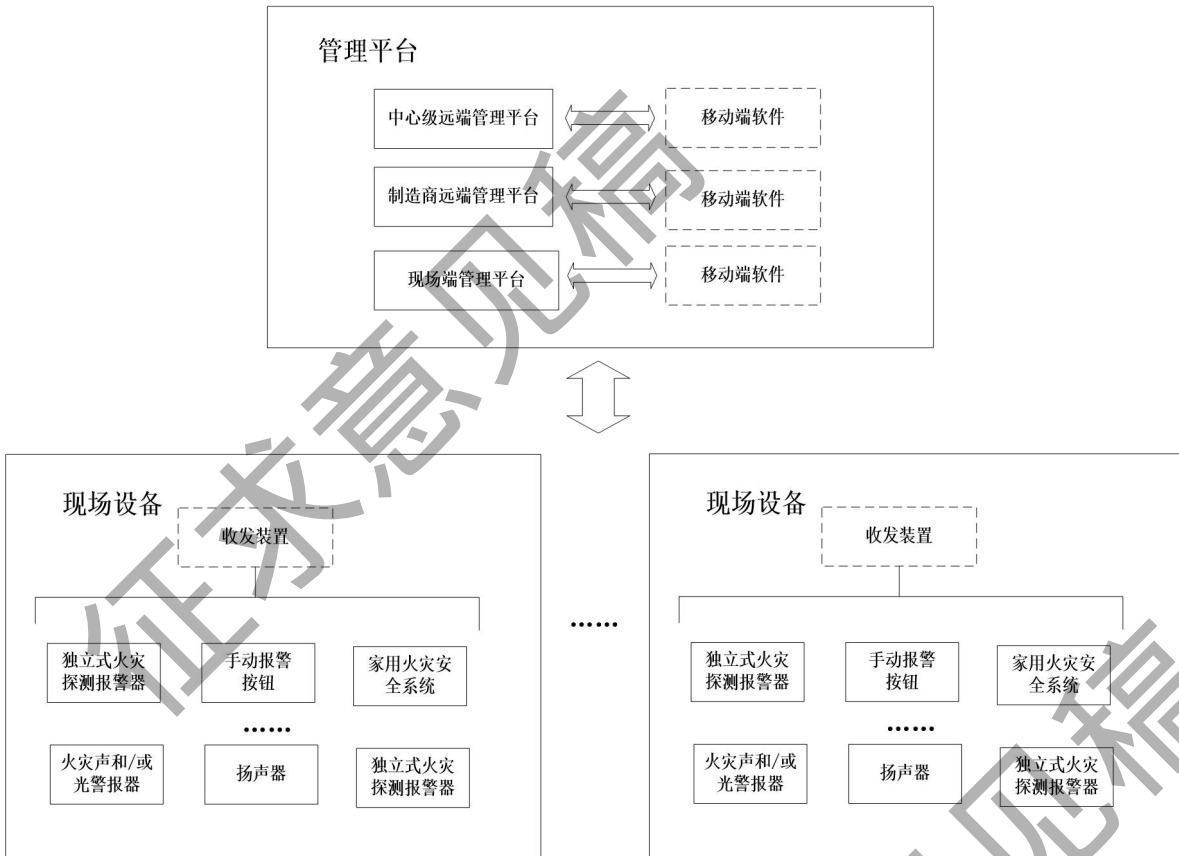 管理平台
中心级远端管理平台
移动端软件
制造商远端管理平台
移动端软件
现场端管理平台
移动端软件
现场设备
收发装置
独立式火灾
探测报警器
手动报警
按钮
家用火灾安
全系统
……
火灾声和/或
光警报器
扬声器
独立式火灾
探测报警器
……
现场设备
收发装置
独立式火灾
探测报警器
手动报警
按钮
家用火灾安
全系统
……
火灾声和/或
光警报器
扬声器
独立式火灾
探测报警器
征求意见稿
见稿